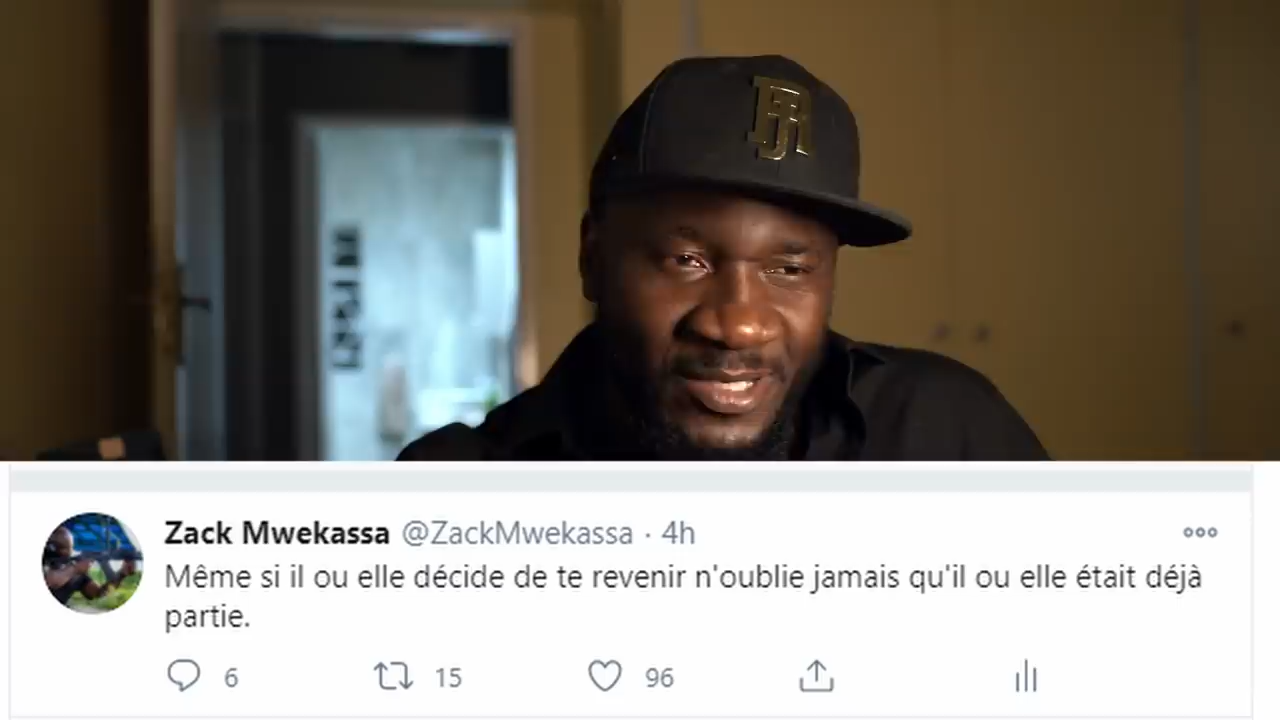 Zack Mwekassa @ZackMwekassa · 4h
Même si il ou elle décide de te revenir n'oublie jamais qu'il ou elle était déjà
partie.
6 15 96